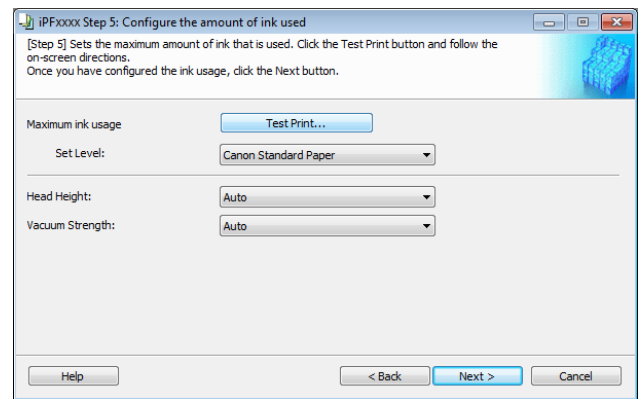 iPFxxxx Step 5: Configure the amount of ink used
[Step 5] Sets the maximum amount of ink that is used. Click the Test Print button and follow the
on-screen directions.
Once you have configured the ink usage, click the Next button.
Maximum ink usage
Test Print...
Set Level:
Canon Standard Paper
Head Height:
Auto
Vacuum Strength:
Auto
Help
< Back
Next >
Cancel